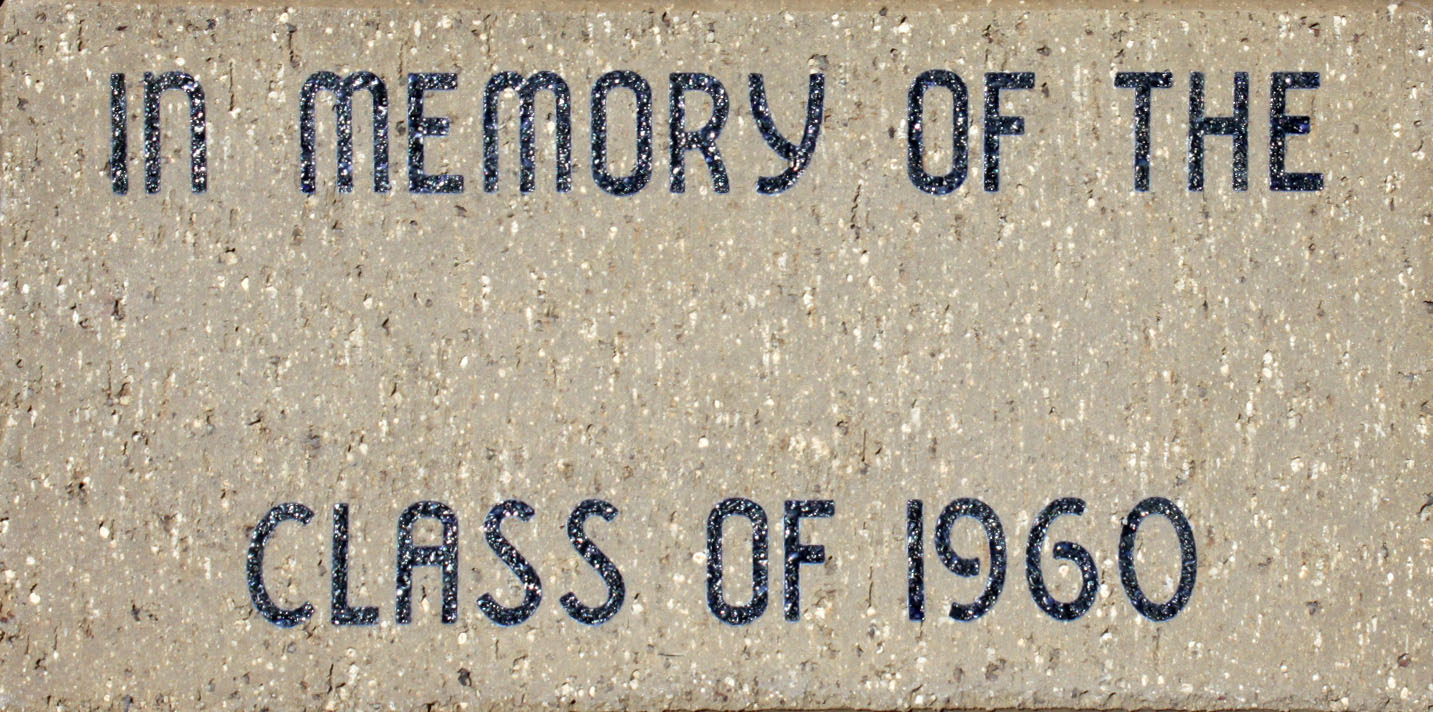 IN MEMORY OF THE
CLASS OF 1960